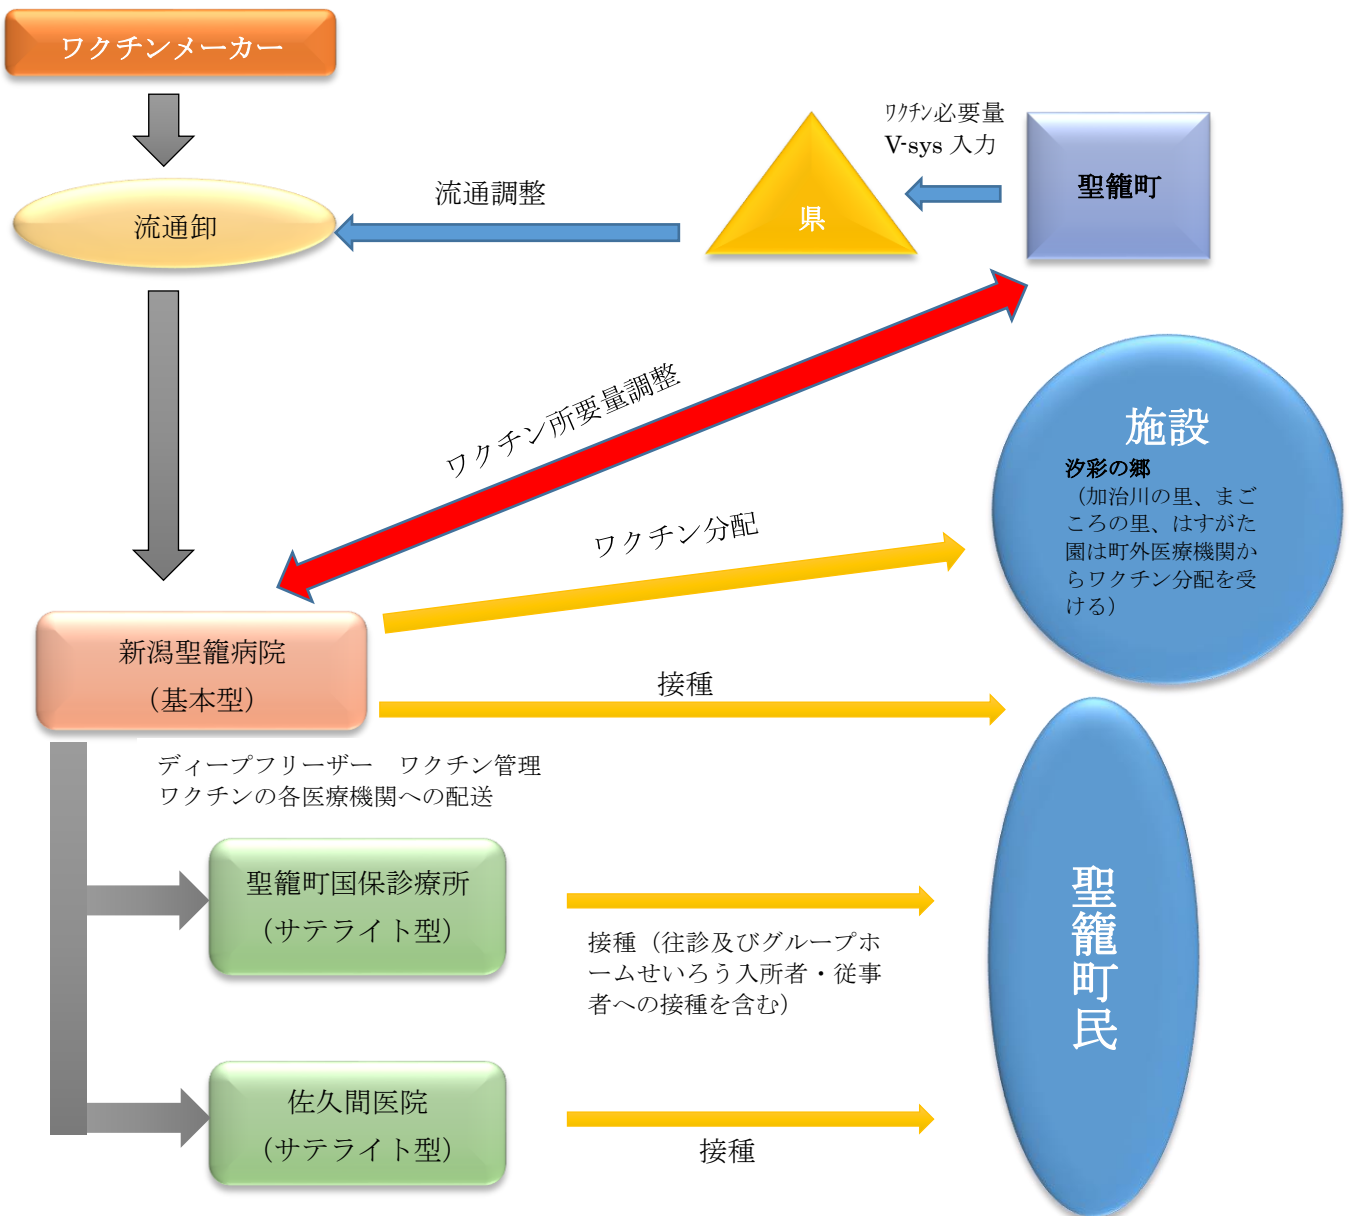 ワクチンメーカー
ワクチン必要量
V-sys 入力
聖籠町
流通調整
県
流通卸
ワクチン所要量調整
施設
汐彩の郷
（加治川の里、まご
ころの里、はすがた
園は町外医療機関か
らワクチン分配を受
ける）
ワクチン分配
新潟聖籠病院
（基本型）
接種
ディープフリーザー　ワクチン管理
ワクチンの各医療機関への配送
聖籠町国保診療所
（サテライト型）
接種（往診及びグループホ
ームせいろう入所者・従事
者への接種を含む）
聖籠町民
佐久間医院
（サテライト型）
接種